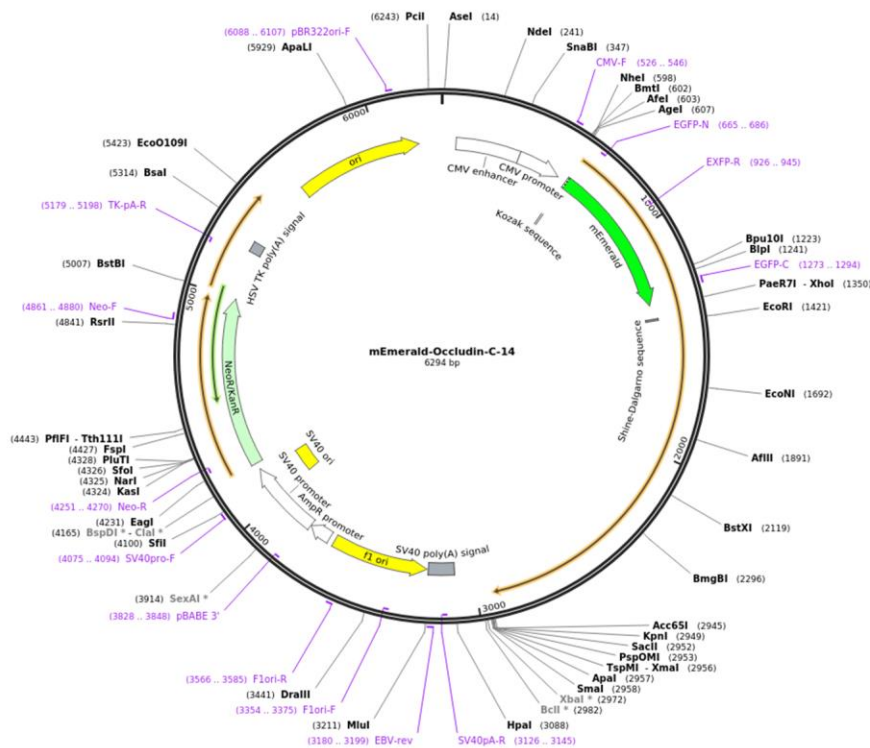 (6243) PciI
AseI (14)
(6088 .. 6107) pBR322ori-F
(5929) ApaLI
NdeI (241)
SnaBI (347)
CMV-F (526 .. 546)
NheI (598)
BmtI (602)
AfeI (603)
AgeI (607)
EGFP-N (665 .. 686)
EXFP-R (926 .. 945)
(5423) EcoO109I
(5314) BsaI
(5179 .. 5198) TK-pA-R
(5007) BstBI
(4861 .. 4880) Neo-F
(4841) RsrII
Bpu10I (1223)
BlpI (1241)
EGFP-C (1273 .. 1294)
PaeR7I - XhoI (1350)
EcoRI (1421)
EcoNI (1692)
AflII (1891)
BstXI (2119)
BmgBI (2296)
6000
1000
5000
2000
4000
3000
ori
CMV enhancer
CMV promoter
Kozak sequence
mEmerald
HSV TK poly(A) signal
Shine-Dalgarno sequence
NeoR/KanR
mEmerald-Occludin-C-14
6294 bp
SV40 ori
SV40 promoter
AmpR promoter
f1 ori
SV40 poly(A) signal
(4443) PflFI - Tth111I
(4427) FspI
(4328) PluTI
(4326) SfoI
(4325) NarI
(4324) KasI
(4251 .. 4270) Neo-R
(4231) EagI
(4165) BspDI * - ClaI *
(4100) SfiI
(4075 .. 4094) SV40pro-F
(3914) SexAI *
(3828 .. 3848) pBABE 3'
(3566 .. 3585) F1ori-R
(3441) DraIII
(3354 .. 3375) F1ori-F
(3211) MluI
(3180 .. 3199) EBV-rev
Acc65I (2945)
KpnI (2949)
SacII (2952)
PspOMI (2953)
TspMI - XmaI (2956)
ApaI (2957)
SmaI (2958)
XbaI * (2972)
BclI * (2982)
HpaI (3088)
SV40pA-R (3126 .. 3145)